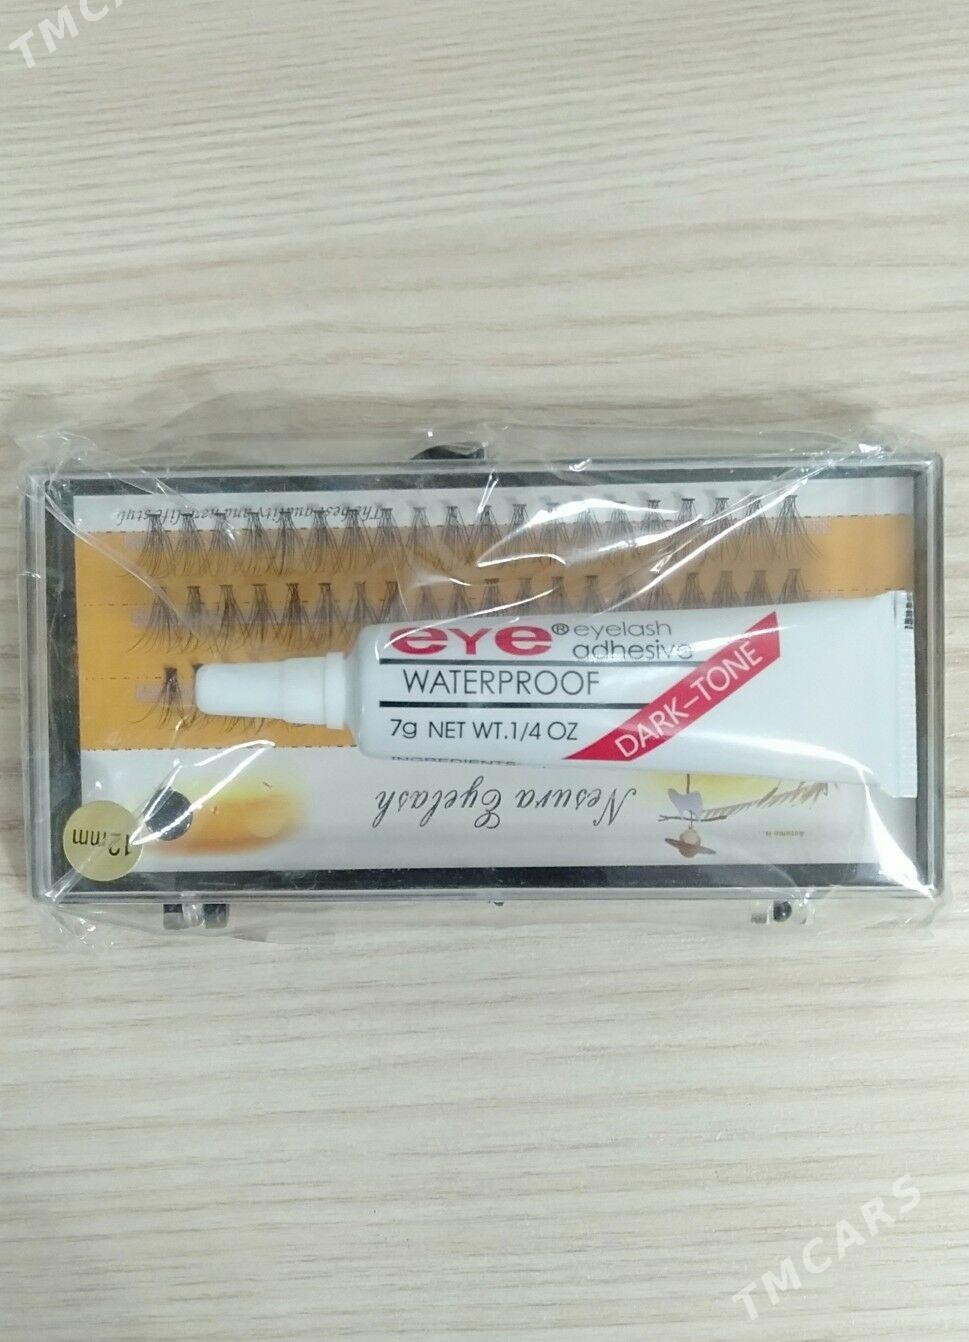 TMCARS
The best quality and new life style
eye® eyelash
adhesive
WATERPROOF
7g NET WT.1/4 OZ
DARK-TONE
INGREDIENTS
Nesura Eyelash
12mm
TMCARS